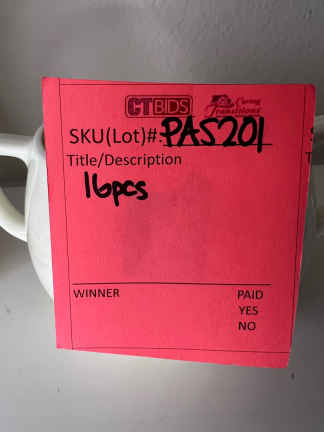 CTBIDS Caring Transitions
SKU(Lot)#: PAS201
Title/Description
16pcs
WINNER PAID
YES
NO